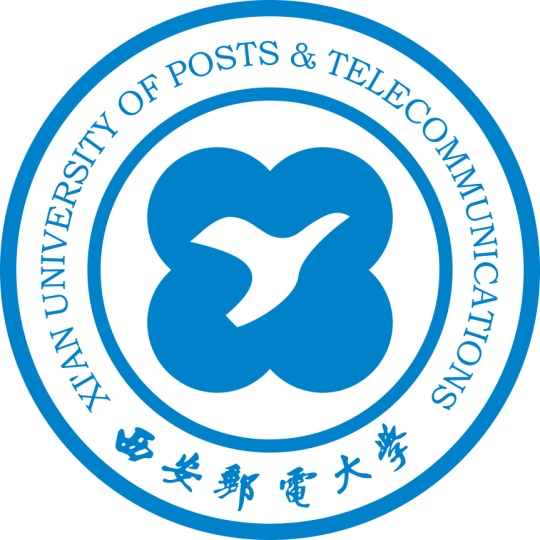 XI'AN UNIVERSITY OF POSTS & TELECOMMUNICATIONS
西安郵電大學